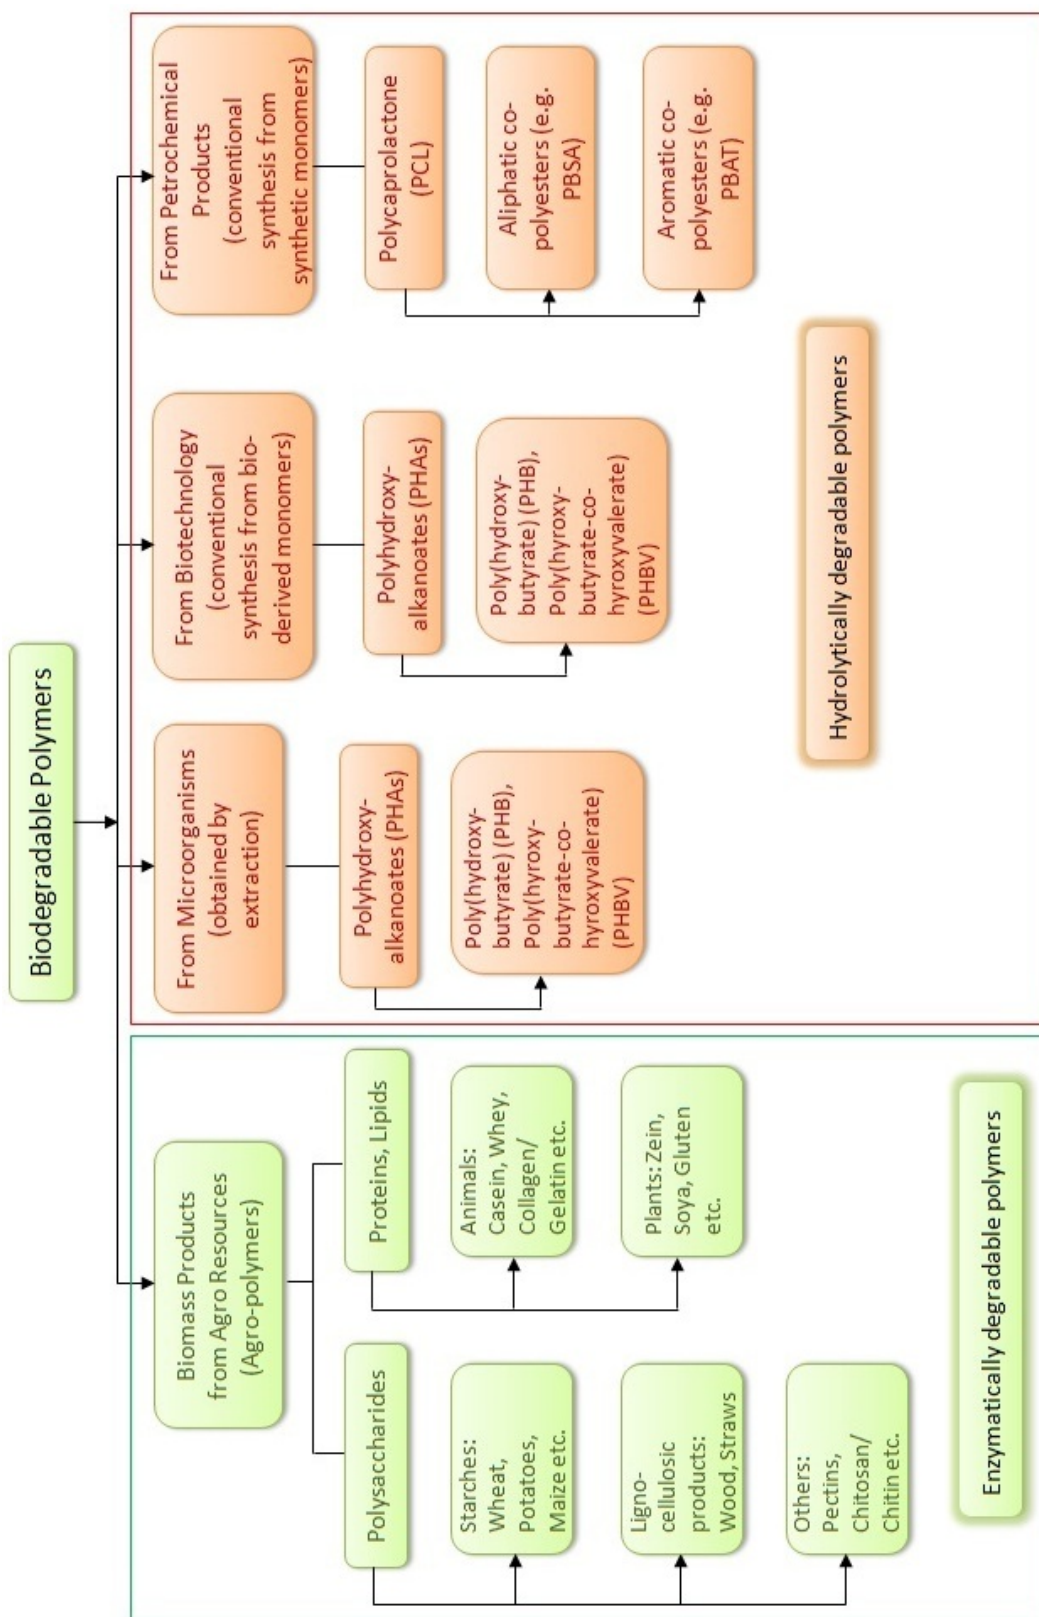 Biodegradable Polymers
Biomass Products
from Agro Resources
(Agro-polymers)
Polysaccharides
Starches:
Wheat,
Potatoes,
Maize etc.
Ligno-
cellulosic
products:
Wood, Straws
Others:
Pectins,
Chitosan/
Chitin etc.
Proteins, Lipids
Animals:
Casein, Whey,
Collagen/
Gelatin etc.
Plants: Zein,
Soya, Gluten
etc.
Enzymatically degradable polymers
From Microorganisms
(obtained by
extraction)
Polyhydroxy-
alkanoates (PHAs)
Poly(hydroxy-
butyrate) (PHB),
Poly(hyroxy-
butyrate-co-
hyroxyvalerate)
(PHBV)
From Biotechnology
(conventional
synthesis from bio-
derived monomers)
Polyhydroxy-
alkanoates (PHAs)
Poly(hydroxy-
butyrate) (PHB),
Poly(hyroxy-
butyrate-co-
hyroxyvalerate)
(PHBV)
From Petrochemical
Products
(conventional
synthesis from
synthetic monomers)
Polycaprolactone
(PCL)
Aliphatic co-
polyesters (e.g.
PBSA)
Aromatic co-
polyesters (e.g.
PBAT)
Hydrolytically degradable polymers